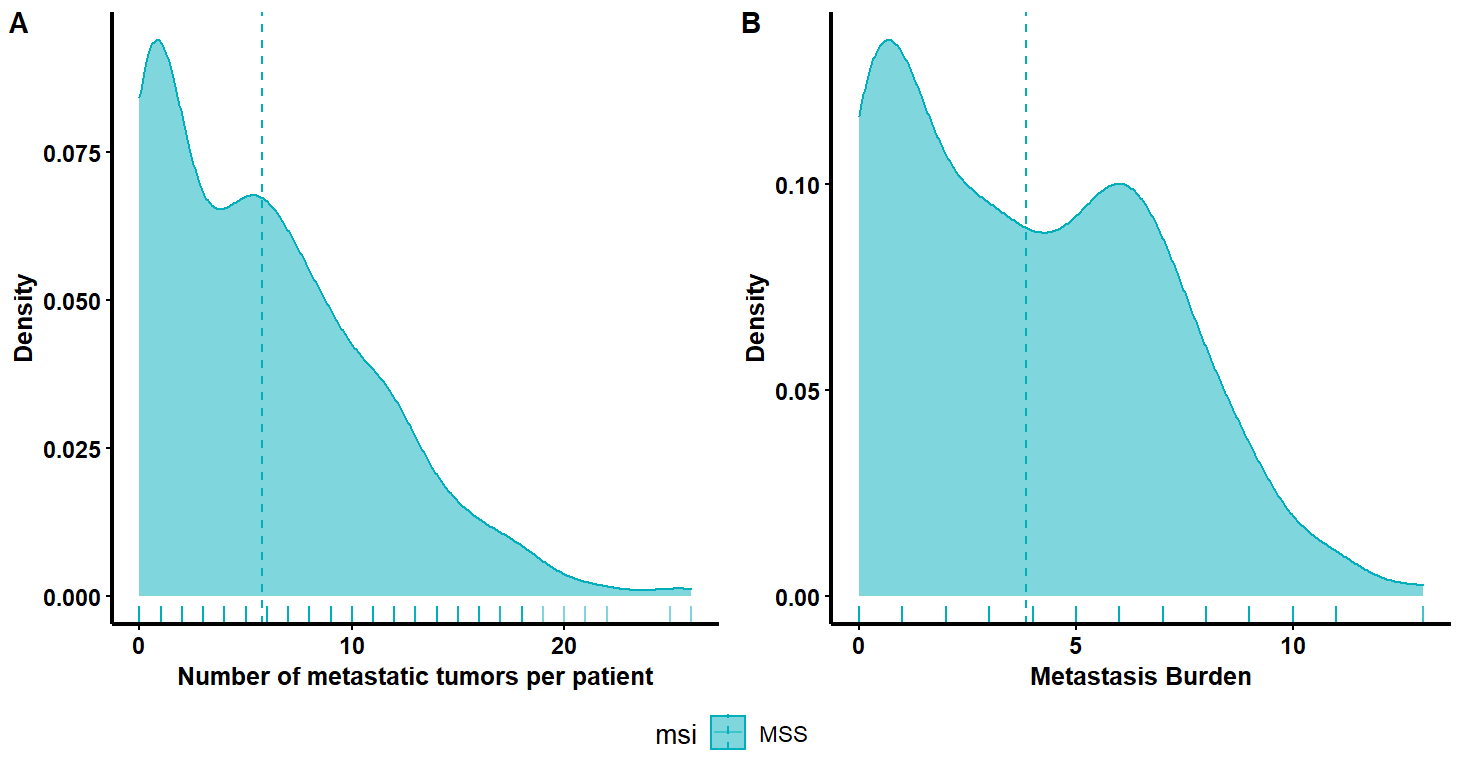 A
Density
0.075
0.050
0.025
0.000
0 10 20
Number of metastatic tumors per patient
B
Density
0.10
0.05
0.00
0 5 10
Metastasis Burden
msi MSS